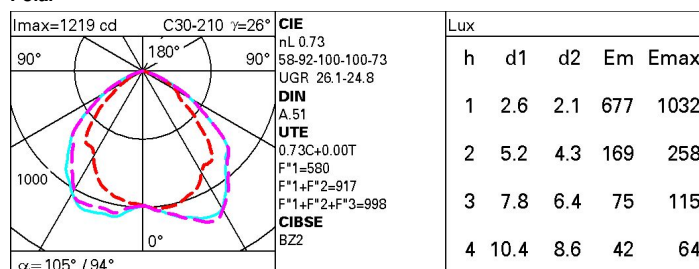 Imax=1219 cd C30-210 γ=26°
90° 180° 90°
1000
0°
α=105° / 94°
CIE
nL 0.73
58-92-100-100-73
UGR 26.1-24.8
DIN
A.51
UTE
0.73C+0.00T
F"1=580
F"1+F"2=917
F"1+F"2+F"3=998
CIBSE
BZ2
Lux
h d1 d2 Em Emax
1 2.6 2.1 677 1032
2 5.2 4.3 169 258
3 7.8 6.4 75 115
4 10.4 8.6 42 64